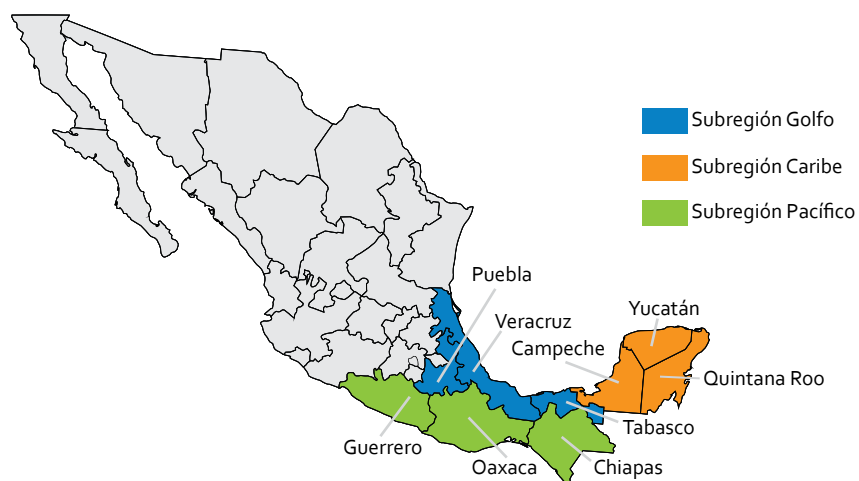 Subregión Golfo
Subregión Caribe
Subregión Pacífico
Puebla
Veracruz
Yucatán
Campeche
Quintana Roo
Tabasco
Guerrero
Oaxaca
Chiapas